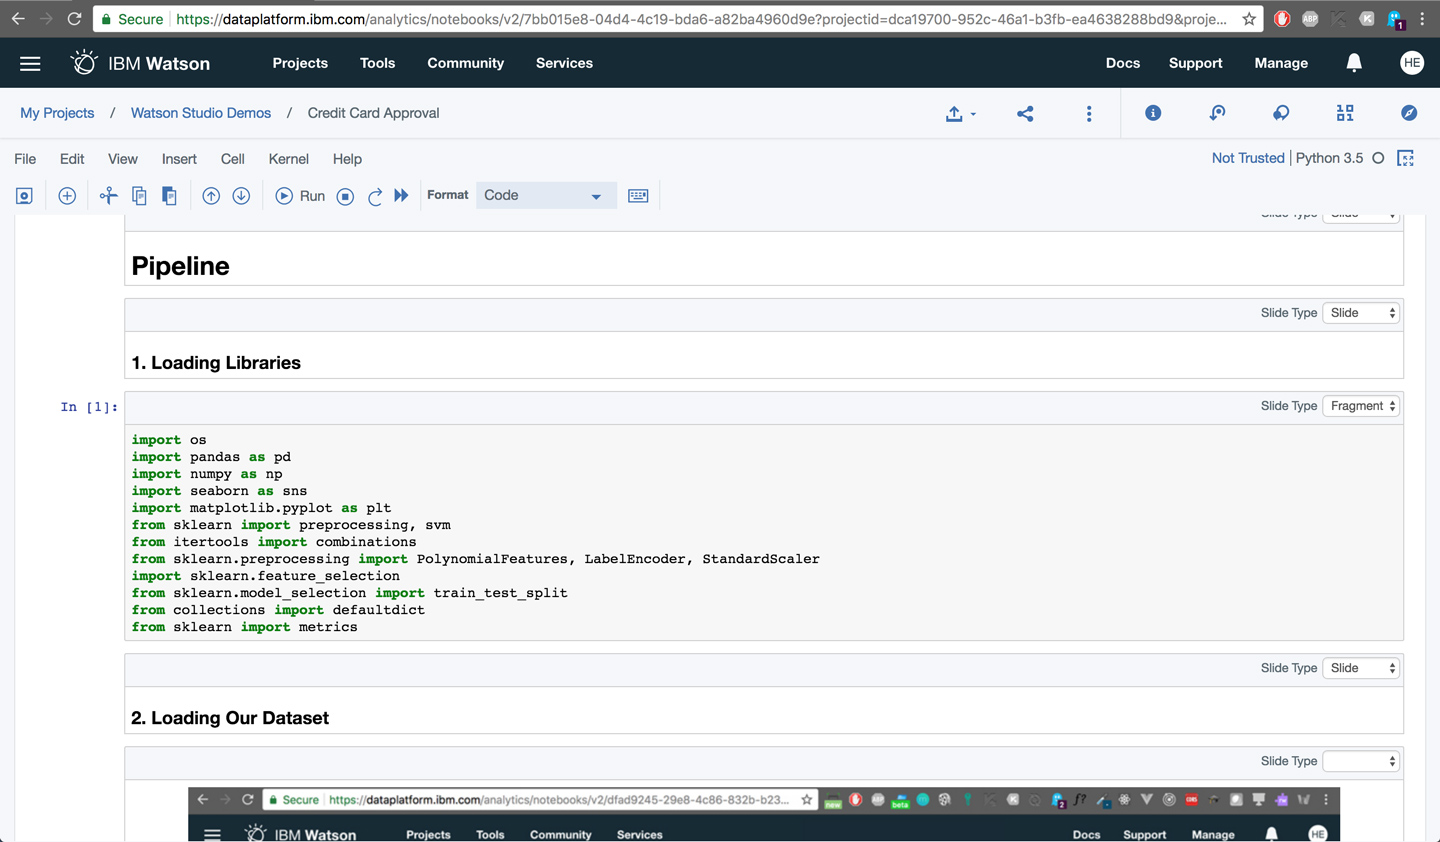 Secure https://dataplatform.ibm.com/analytics/notebooks/v2/7bb015e8-04d4-4c19-bda6-a82ba4960d9e?projectid=dca19700-952c-46a1-b3fb-ea4638288bd9&proje... ABP 1
IBM Watson Projects Tools Community Services Docs Support Manage HE
My Projects / Watson Studio Demos / Credit Card Approval
File Edit View Insert Cell Kernel Help Not Trusted | Python 3.5
Run Format Code
Slide Type Slide
Pipeline
Slide Type Slide
1. Loading Libraries
In [1]: Slide Type Fragment
import os
import pandas as pd
import numpy as np
import seaborn as sns
import matplotlib.pyplot as plt
from sklearn import preprocessing, svm
from itertools import combinations
from sklearn.preprocessing import PolynomialFeatures, LabelEncoder, StandardScaler
import sklearn.feature_selection
from sklearn.model_selection import train_test_split
from collections import defaultdict
from sklearn import metrics
Slide Type Slide
2. Loading Our Dataset
Slide Type
Secure https://dataplatform.ibm.com/analytics/notebooks/v2/dfad9245-29e8-4c86-832b-b23... new ABP beta 2 f?
IBM Watson Projects Tools Community Services Docs Support Manage HE